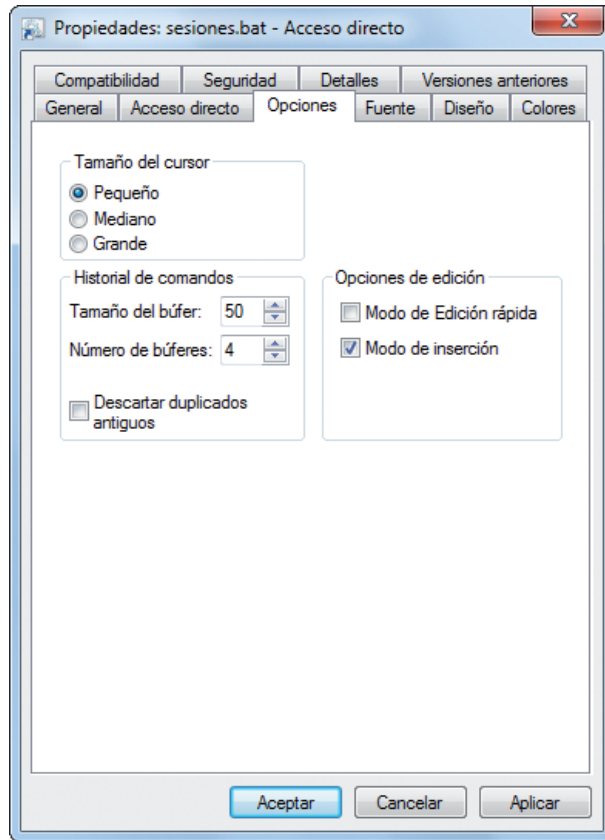 Propiedades: sesiones.bat - Acceso directo
Compatibilidad Seguridad Detalles Versiones anteriores
General Acceso directo Opciones Fuente Diseño Colores
Tamaño del cursor
Pequeño
Mediano
Grande
Historial de comandos
Tamaño del búfer: 50
Número de búferes: 4
Descartar duplicados
antiguos
Opciones de edición
Modo de Edición rápida
Modo de inserción
Aceptar Cancelar Aplicar